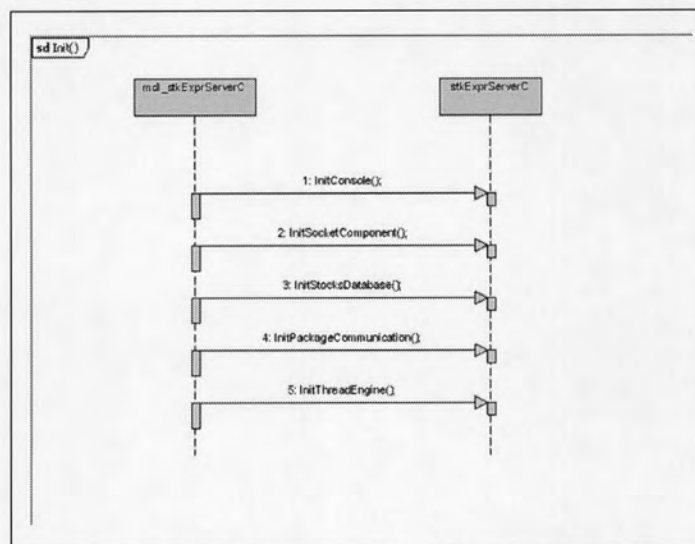 sd Init()
mdl_stkExprServerC
stkExprServerC
1: InitConsole();
2: InitSocketComponent();
3: InitStocksDatabase();
4: InitPackageCommunication();
5: InitThreadEngine();